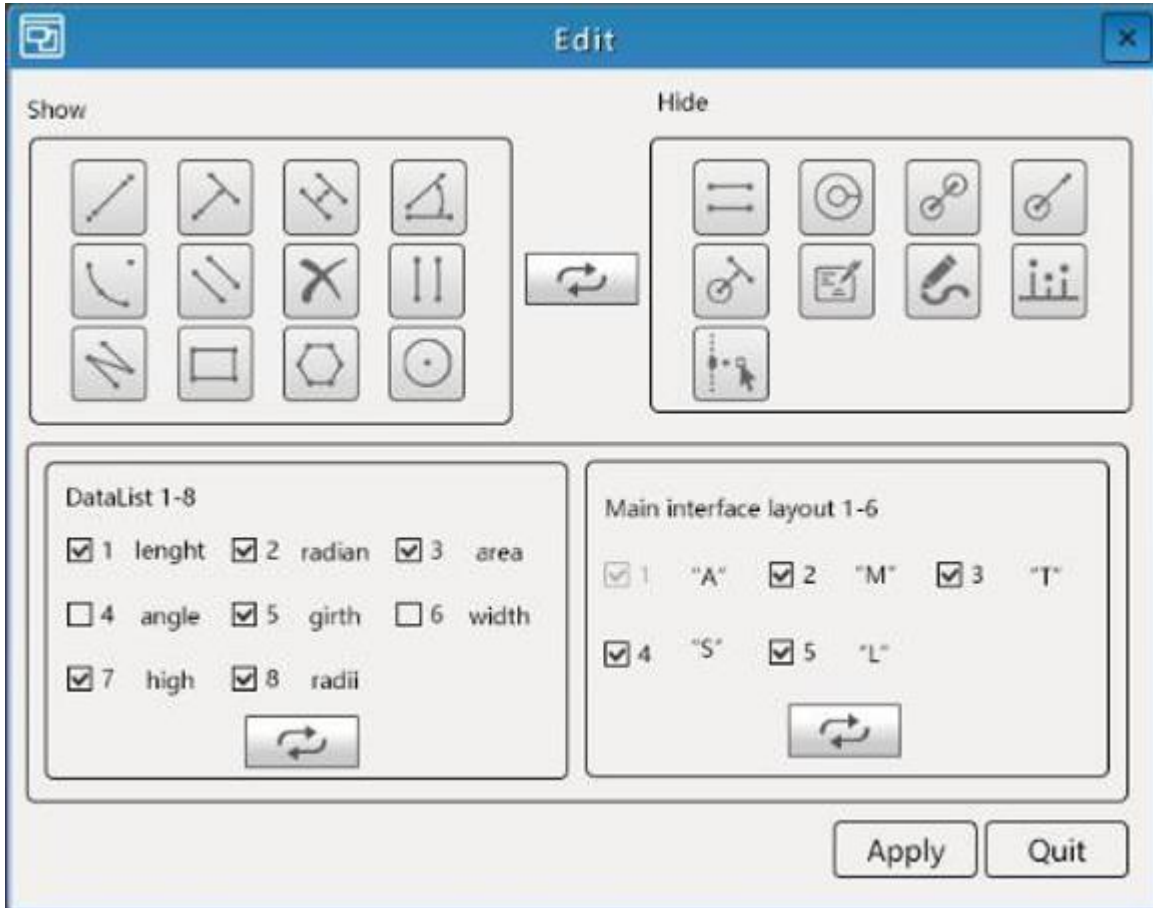 Edit
Show
Hide
DataList 1-8
1 lenght 2 radian 3 area
4 angle 5 girth 6 width
7 high 8 radii
Main interface layout 1-6
1 "A" 2 "M" 3 "T"
4 "S" 5 "L"
Apply Quit